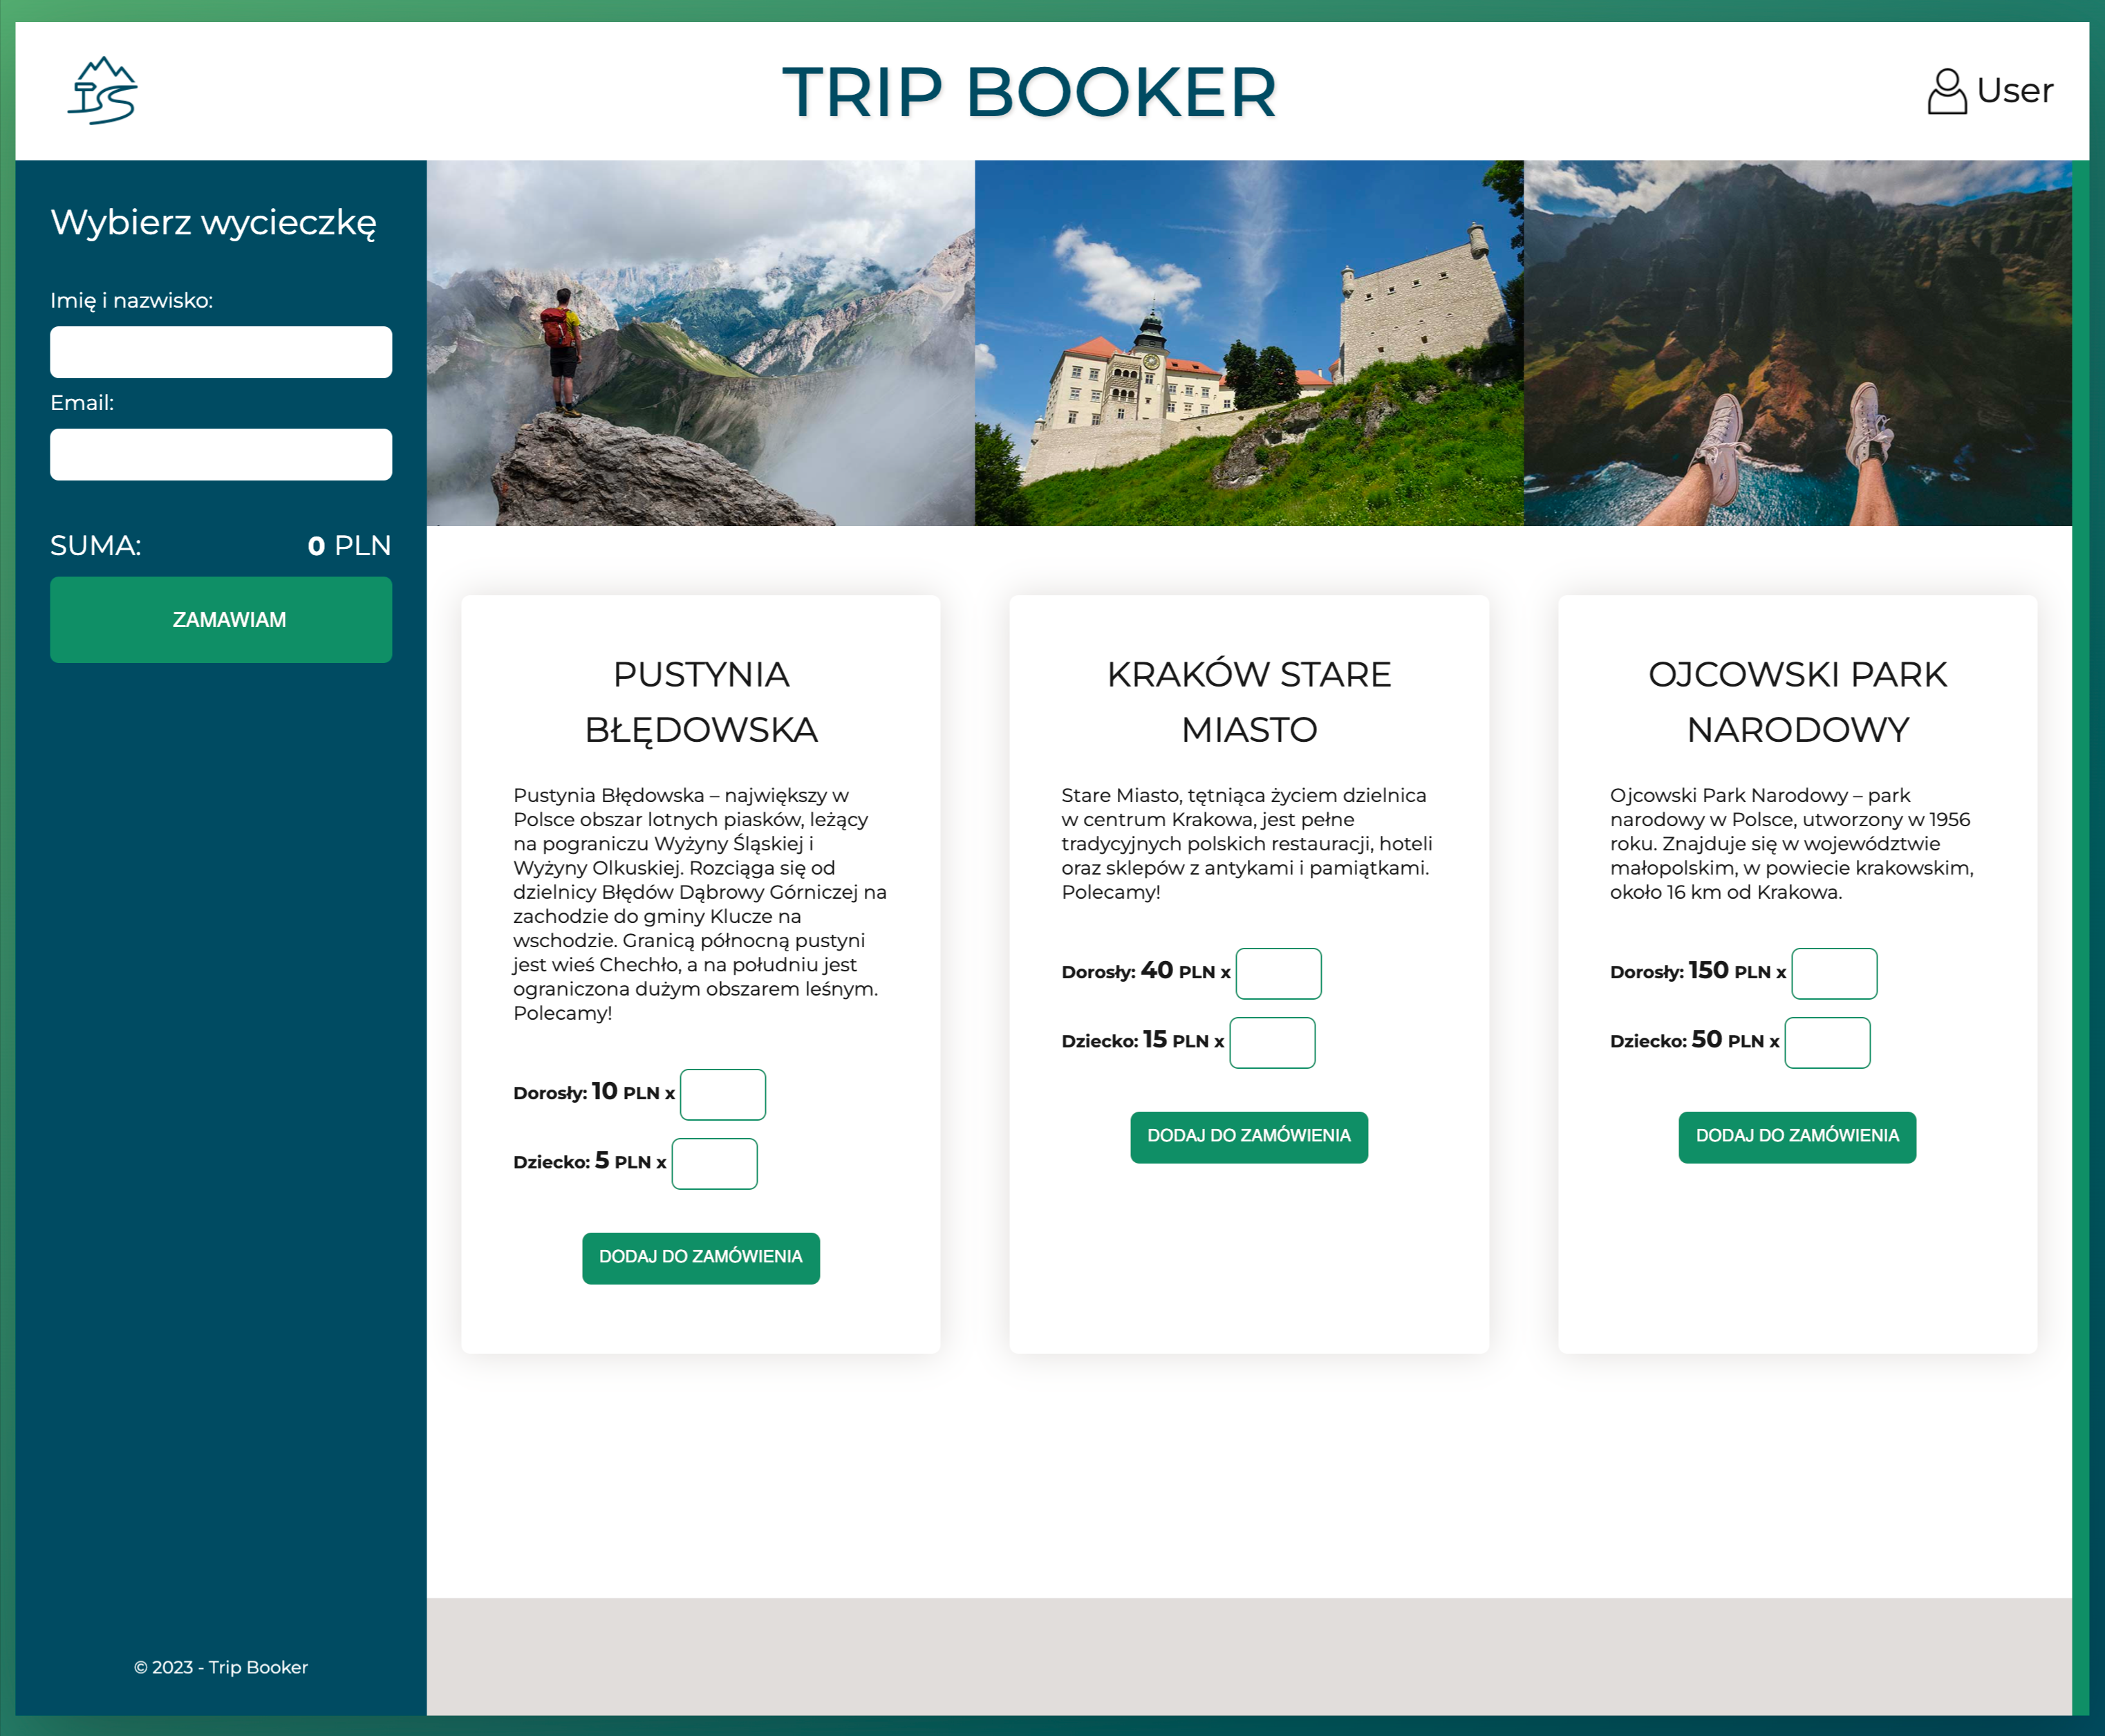 TRIP BOOKER
User
Wybierz wycieczkę
Imię i nazwisko:
Email:
SUMA: 0 PLN
ZAMAWIAM
PUSTYNIA
BŁĘDOWSKA
Pustynia Błędowska – największy w
Polsce obszar lotnych piasków, leżący
na pograniczu Wyżyny Śląskiej i
Wyżyny Olkuskiej. Rozciąga się od
dzielnicy Błędów Dąbrowy Górniczej na
zachodzie do gminy Klucze na
wschodzie. Granicą północną pustyni
jest wieś Chechło, a na południu jest
ograniczona dużym obszarem leśnym.
Polecamy!
Dorosły: 10 PLN x
Dziecko: 5 PLN x
DODAJ DO ZAMÓWIENIA
KRAKÓW STARE
MIASTO
Stare Miasto, tętniąca życiem dzielnica
w centrum Krakowa, jest pełne
tradycyjnych polskich restauracji, hoteli
oraz sklepów z antykami i pamiątkami.
Polecamy!
Dorosły: 40 PLN x
Dziecko: 15 PLN x
DODAJ DO ZAMÓWIENIA
OJCOWSKI PARK
NARODOWY
Ojcowski Park Narodowy – park
narodowy w Polsce, utworzony w 1956
roku. Znajduje się w województwie
małopolskim, w powiecie krakowskim,
około 16 km od Krakowa.
Dorosły: 150 PLN x
Dziecko: 50 PLN x
DODAJ DO ZAMÓWIENIA
© 2023 - Trip Booker